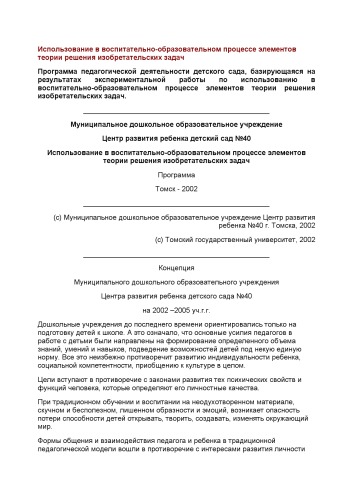 Использование в воспитательно-образовательном процессе элементов
теории решения изобретательских задач
Программа педагогической деятельности детского сада, базирующаяся на
результатах экспериментальной работы по использованию в
воспитательно-образовательном процессе элементов теории решения
изобретательских задач.
Муниципальное дошкольное образовательное учреждение
Центр развития ребенка детский сад №40
Использование в воспитательно-образовательном процессе элементов
теории решения изобретательских задач
Программа
Томск - 2002
(с) Муниципальное дошкольное образовательное учреждение Центр развития
ребенка №40 г. Томска, 2002
(с) Томский государственный университет, 2002
Концепция
Муниципального дошкольного образовательного учреждения
Центра развития ребенка детского сада №40
на 2002 –2005 уч.г.г.
Дошкольные учреждения до последнего времени ориентировались только на
подготовку детей к школе. А это означало, что основные усилия педагогов в
работе с детьми были направлены на формирование определенного объема
знаний, умений и навыков, подведение возможностей детей под некую единую
норму. Все это неизбежно противоречит развитию индивидуальности ребенка,
социальной компетентности, приобщению к культуре в целом.
Цели вступают в противоречие с законами развития тех психических свойств и
функций человека, которые определяют его личностные качества.
При традиционном обучении и воспитании на неодухотворенном материале,
скучном и бесполезном, лишенном образности и эмоций, возникает опасность
потери способности детей открывать, творить, создавать, изменять окружающий
мир.
Формы общения и взаимодействия педагога и ребенка в традиционной
педагогической модели вошли в противоречие с интересами развития личности